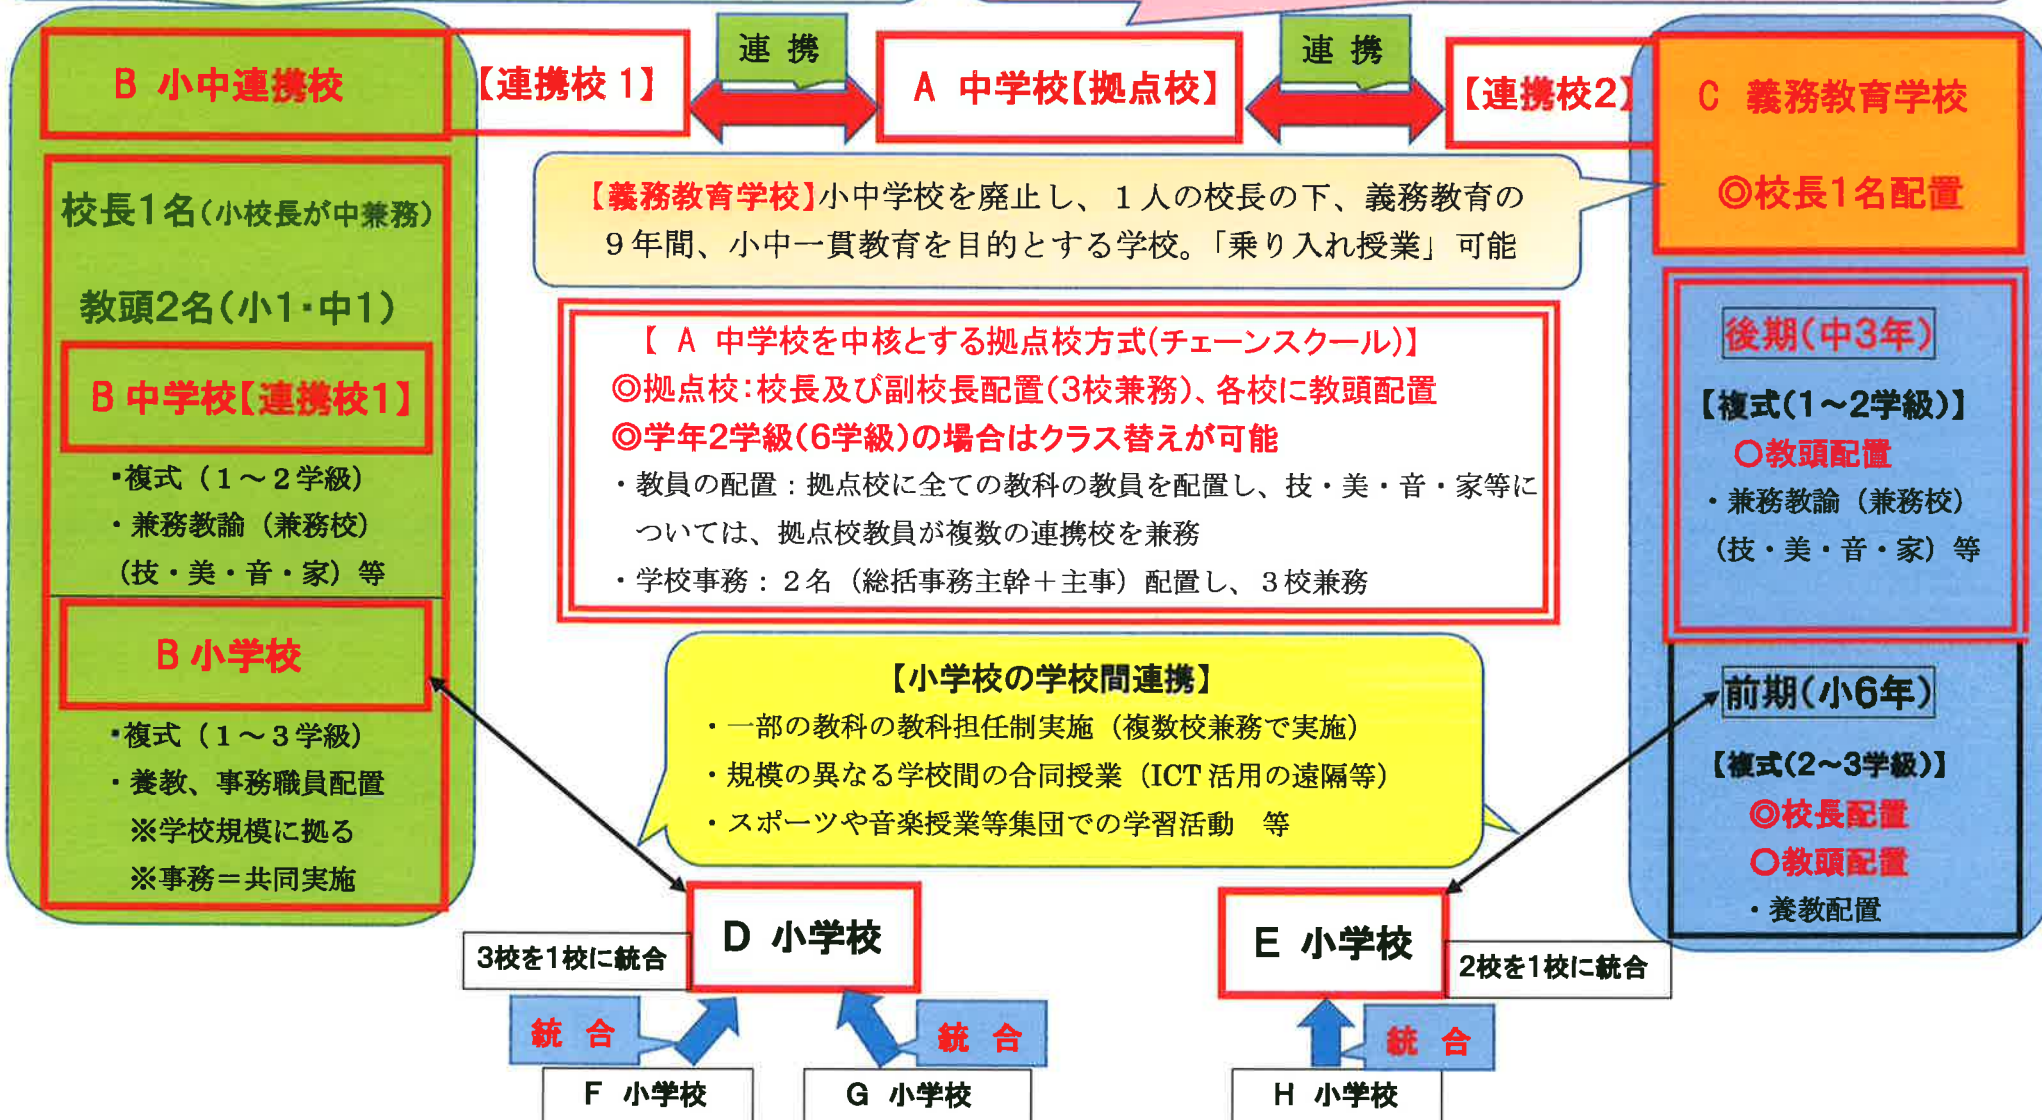 B 小中連携校
【連携校 1】
連 携
A 中学校【拠点校】
連 携
【連携校2】
C 義務教育学校
◎校長1名配置
校長1名(小校長が中兼務)
教頭2名(小1・中1)
B 中学校【連携校1】
・複式（1～2学級）
・兼務教諭（兼務校）
（技・美・音・家）等
B 小学校
・複式（1～3学級）
・養教、事務職員配置
※学校規模に拠る
※事務＝共同実施
【義務教育学校】小中学校を廃止し、1人の校長の下、義務教育の
9年間、小中一貫教育を目的とする学校。「乗り入れ授業」可能
【 A 中学校を中核とする拠点校方式(チェーンスクール)】
◎拠点校：校長及び副校長配置(3校兼務)、各校に教頭配置
◎学年2学級(6学級)の場合はクラス替えが可能
・教員の配置：拠点校に全ての教科の教員を配置し、技・美・音・家等に
ついては、拠点校教員が複数の連携校を兼務
・学校事務：2名（総括事務主幹＋主事）配置し、3校兼務
【小学校の学校間連携】
・一部の教科の教科担任制実施（複数校兼務で実施）
・規模の異なる学校間の合同授業（ICT 活用の遠隔等）
・スポーツや音楽授業等集団での学習活動　等
後期(中3年)
【複式(1～2学級)】
○教頭配置
・兼務教諭（兼務校）
（技・美・音・家）等
前期(小6年)
【複式(2～3学級)】
◎校長配置
○教頭配置
・養教配置
3校を1校に統合
D 小学校
E 小学校
2校を1校に統合
統 合
統 合
統 合
F 小学校
G 小学校
H 小学校